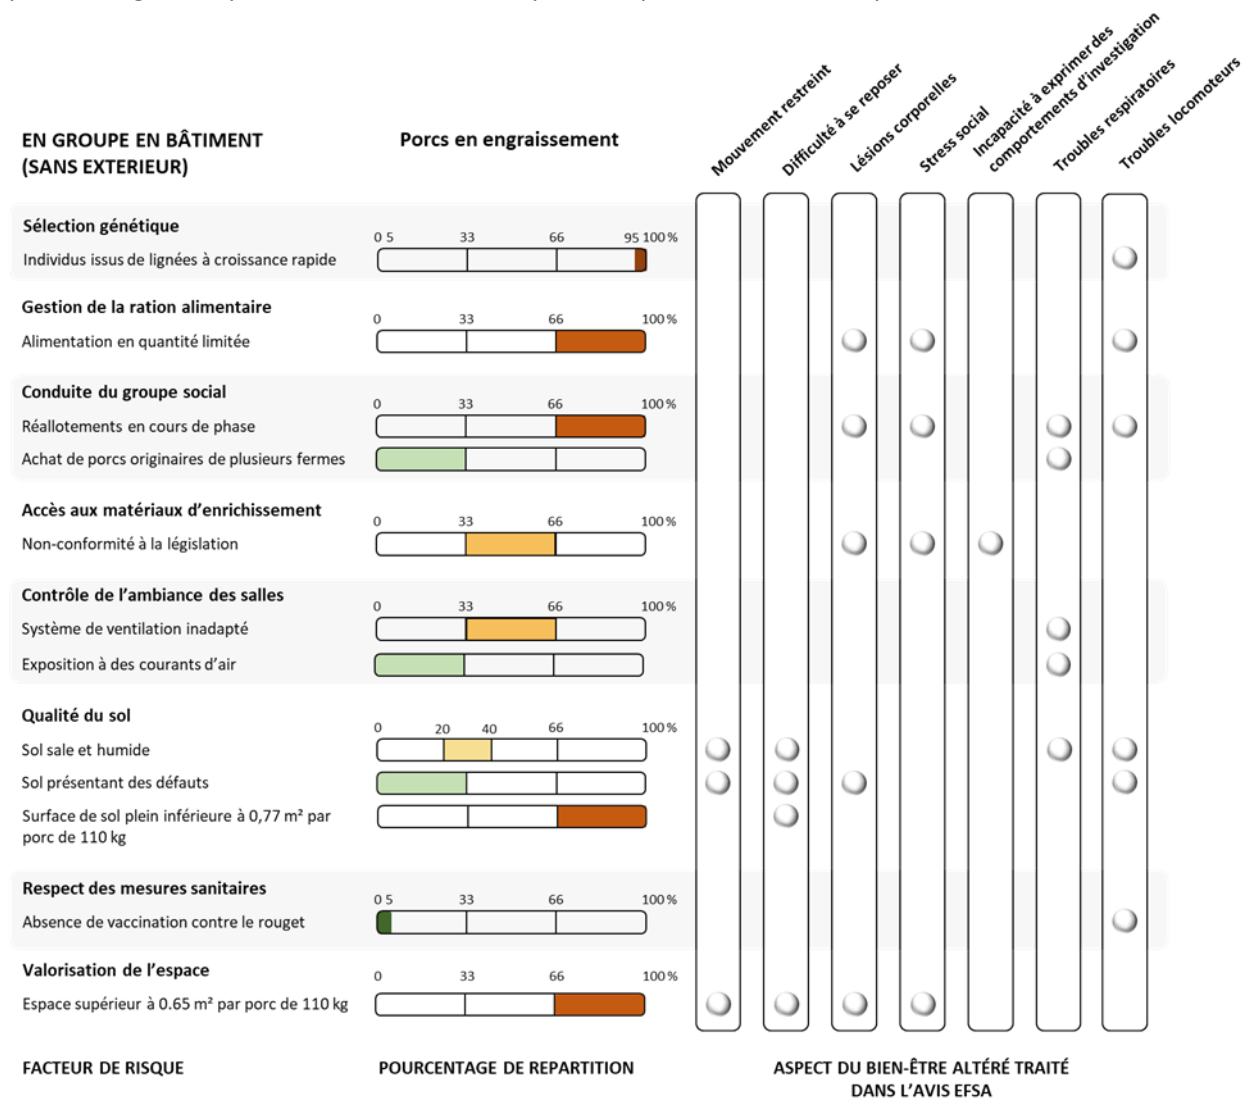 Mouvement restreint
Difficulté à se reposer
Lésions corporelles
Stress social
Incapacité à exprimer des
comportements d'investigation
Troubles respiratoires
Troubles locomoteurs
EN GROUPE EN BÂTIMENT
(SANS EXTERIEUR)
Porcs en engraissement
Sélection génétique
0 5 33 66 95 100 %
Individus issus de lignées à croissance rapide
Gestion de la ration alimentaire
0 33 66 100 %
Alimentation en quantité limitée
Conduite du groupe social
0 33 66 100 %
Réallotements en cours de phase
Achat de porcs originaires de plusieurs fermes
Accès aux matériaux d'enrichissement
0 33 66 100 %
Non-conformité à la législation
Contrôle de l'ambiance des salles
0 33 66 100 %
Système de ventilation inadapté
Exposition à des courants d'air
Qualité du sol
0 20 40 66 100 %
Sol sale et humide
Sol présentant des défauts
Surface de sol plein inférieure à 0,77 m² par
porc de 110 kg
Respect des mesures sanitaires
0 5 33 66 100 %
Absence de vaccination contre le rouget
Valorisation de l'espace
0 33 66 100 %
Espace supérieur à 0.65 m² par porc de 110 kg
FACTEUR DE RISQUE
POURCENTAGE DE REPARTITION
ASPECT DU BIEN-ÊTRE ALTÉRÉ TRAITÉ
DANS L'AVIS EFSA